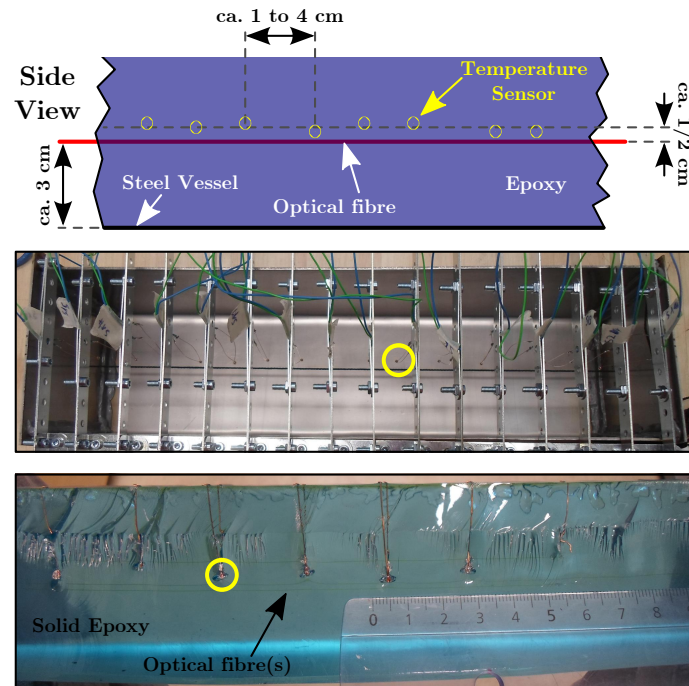 ca. 1 to 4 cm
Side
View
Temperature
Sensor
ca. 1/2 cm
ca. 3 cm
Steel Vessel
Optical fibre
Epoxy
Solid Epoxy
Optical fibre(s)
0 1 2 3 4 5 6 7 8